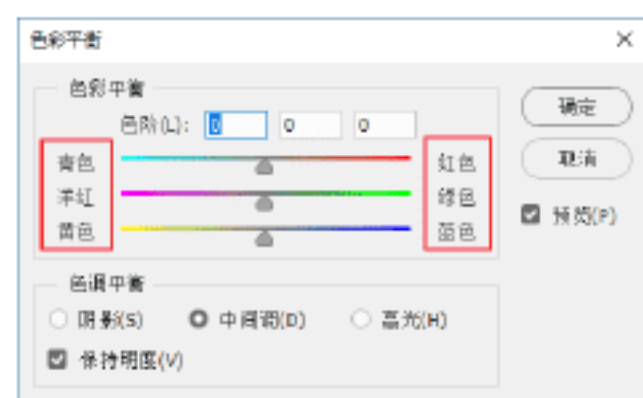 色彩平衡
色彩平衡
色阶(L): 0 0 0
确定
青色 红色
取消
洋红 绿色
预览(P)
黄色 蓝色
色调平衡
阴影(S) 中间调(D) 高光(H)
保持明度(V)